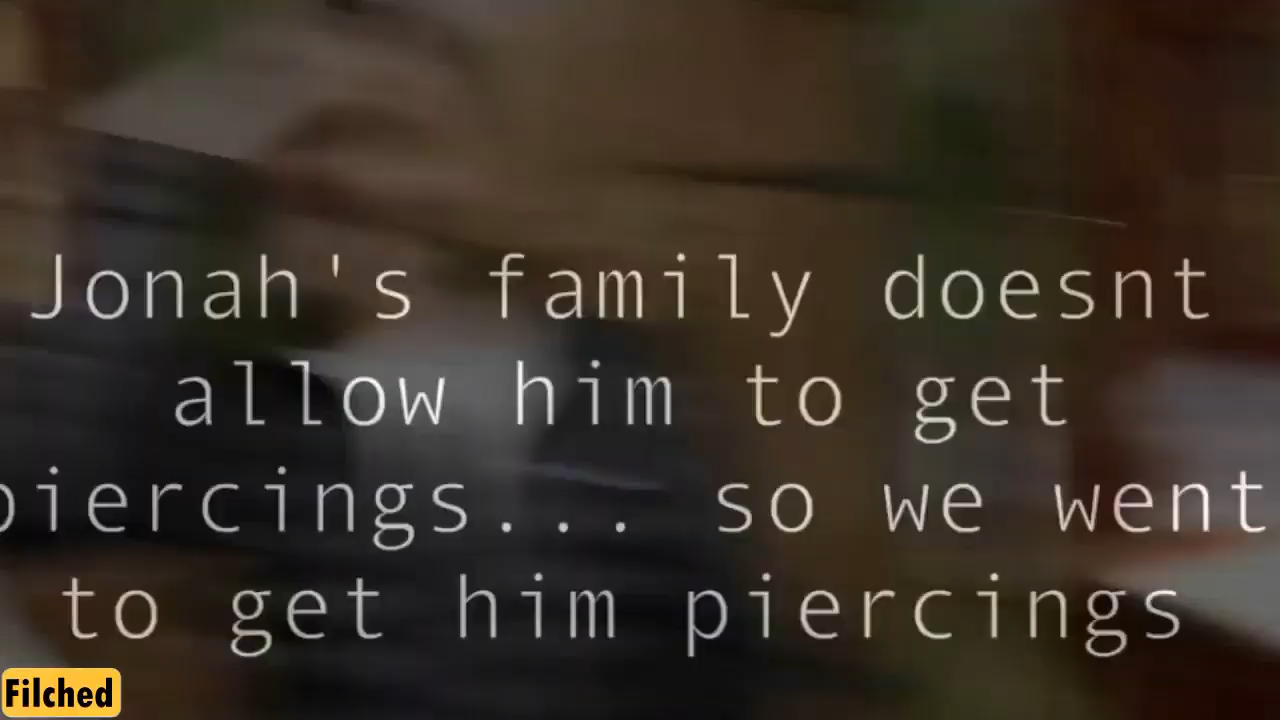 Jonah's family doesnt
allow him to get
piercings... so we went
to get him piercings
Filched